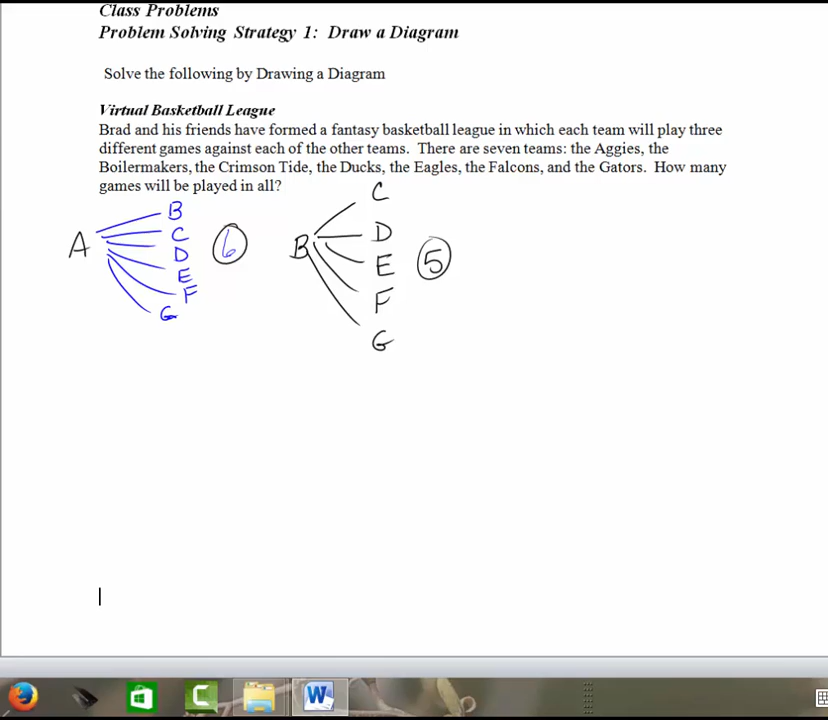 Class Problems
Problem Solving Strategy 1: Draw a Diagram
Solve the following by Drawing a Diagram
Virtual Basketball League
Brad and his friends have formed a fantasy basketball league in which each team will play three
different games against each of the other teams. There are seven teams: the Aggies, the
Boilermakers, the Crimson Tide, the Ducks, the Eagles, the Falcons, and the Gators. How many
games will be played in all?
A
B
C
D
E
F
G
6
B
C
D
E
F
G
5